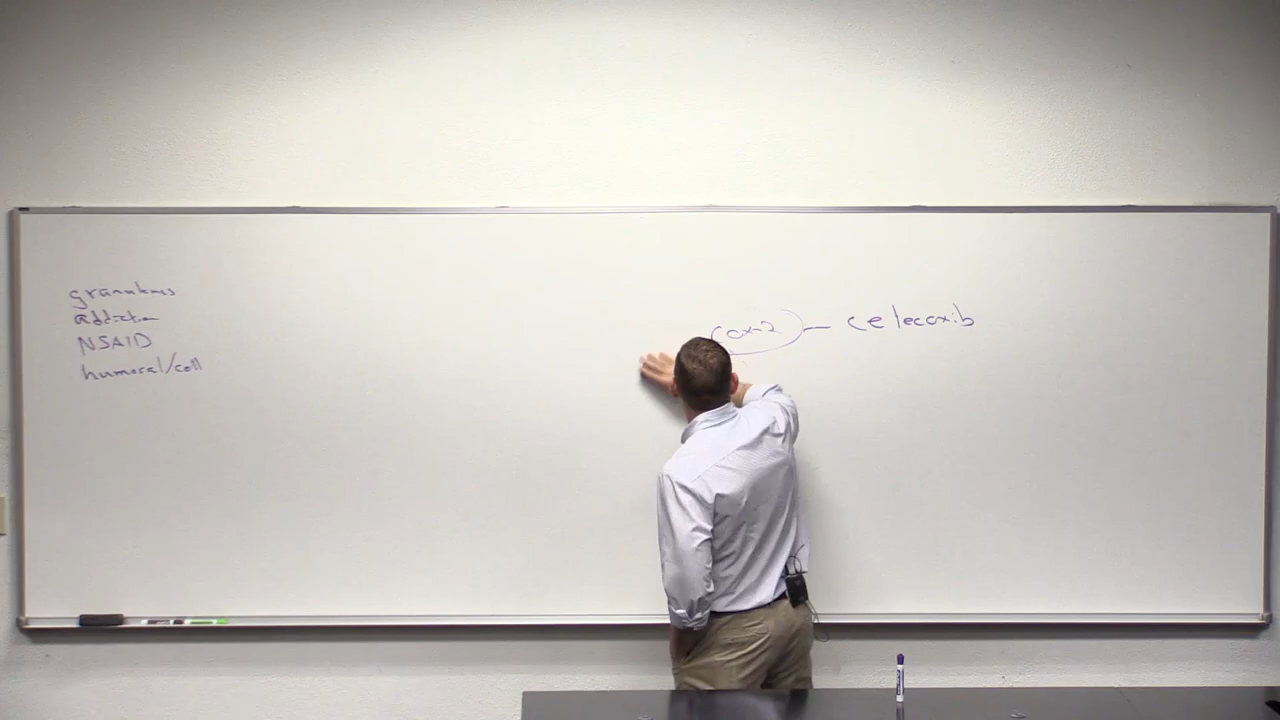 granulomas
addiction
NSAID
humoral/cell
cox-2 — celecoxib